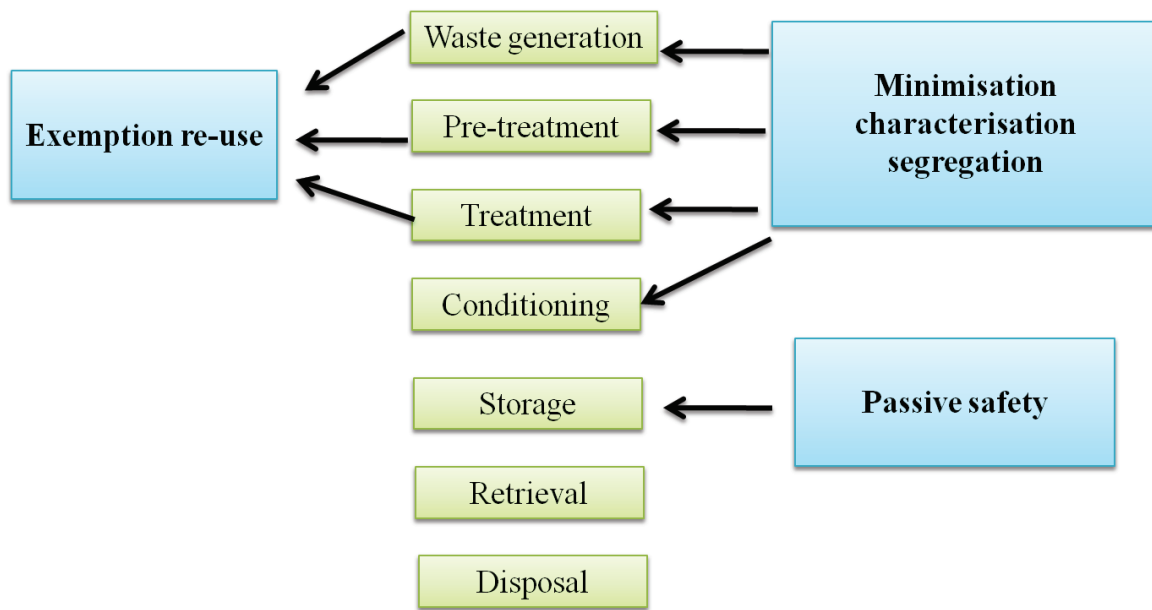 Waste generation
Exemption re-use
Pre-treatment
Treatment
Conditioning
Storage
Retrieval
Disposal
Minimisation
characterisation
segregation
Passive safety